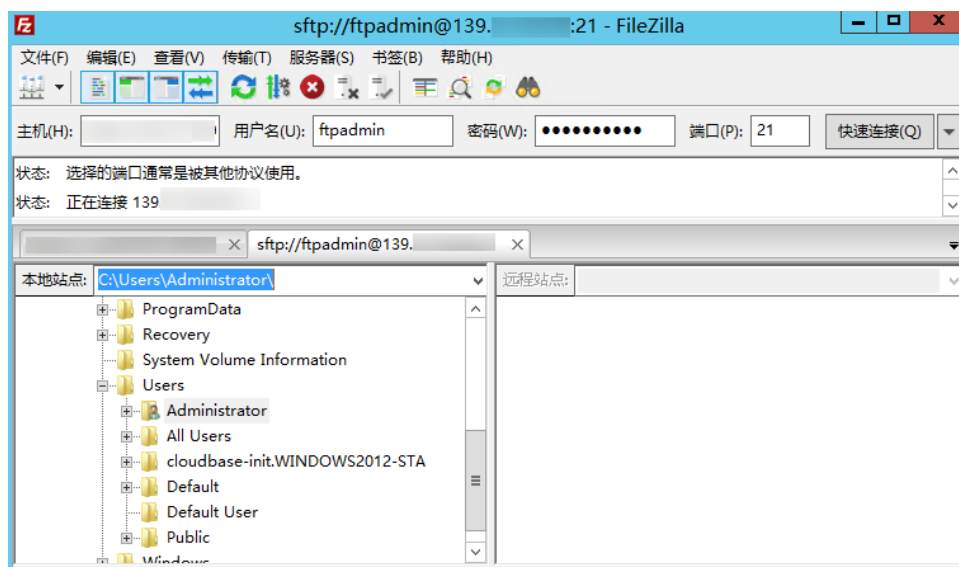 sftp://ftpadmin@139. :21 - FileZilla
文件(F) 编辑(E) 查看(V) 传输(T) 服务器(S) 书签(B) 帮助(H)
主机(H): 用户名(U): ftpadmin 密码(W): ●●●●●●●●●● 端口(P): 21 快速连接(Q)
状态: 选择的端口通常是被其他协议使用。
状态: 正在连接 139
sftp://ftpadmin@139.
本地站点: C:\Users\Administrator\ 远程站点:
ProgramData
Recovery
System Volume Information
Users
Administrator
All Users
cloudbase-init.WINDOWS2012-STA
Default
Default User
Public
Windows